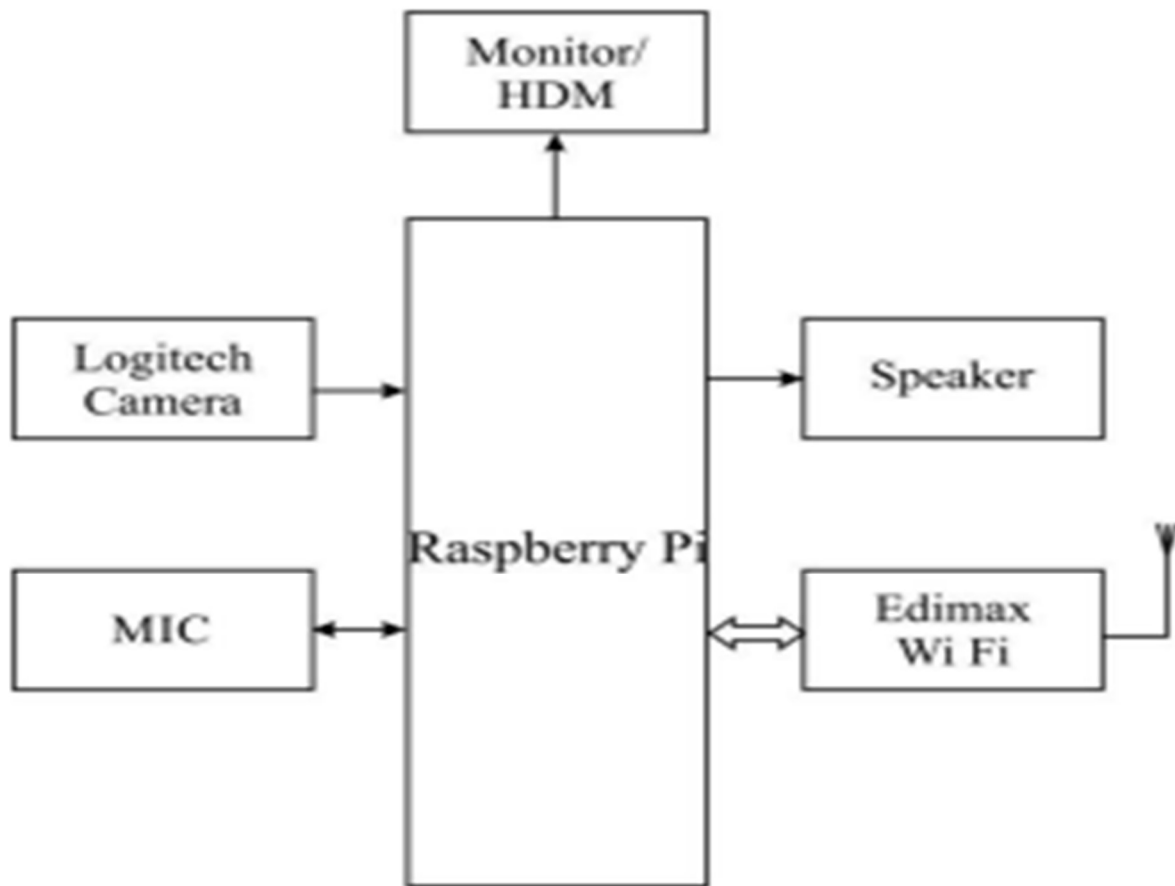 Monitor/
HDM
Logitech
Camera
Speaker
Raspberry Pi
MIC
Edimax
Wi Fi